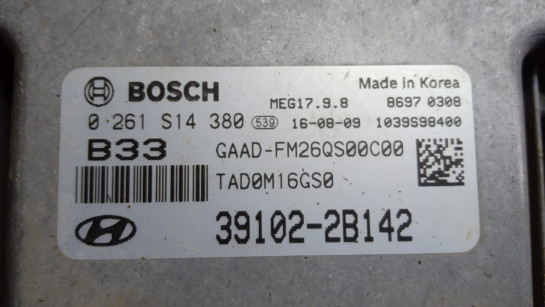 BOSCH Made in Korea
MEG17.9.8 8697 0308
0 261 S14 380 539 16-08-09 1039S98400
B33 GAAD-FM26QS00C00
TAD0M16GS0
39102-2B142